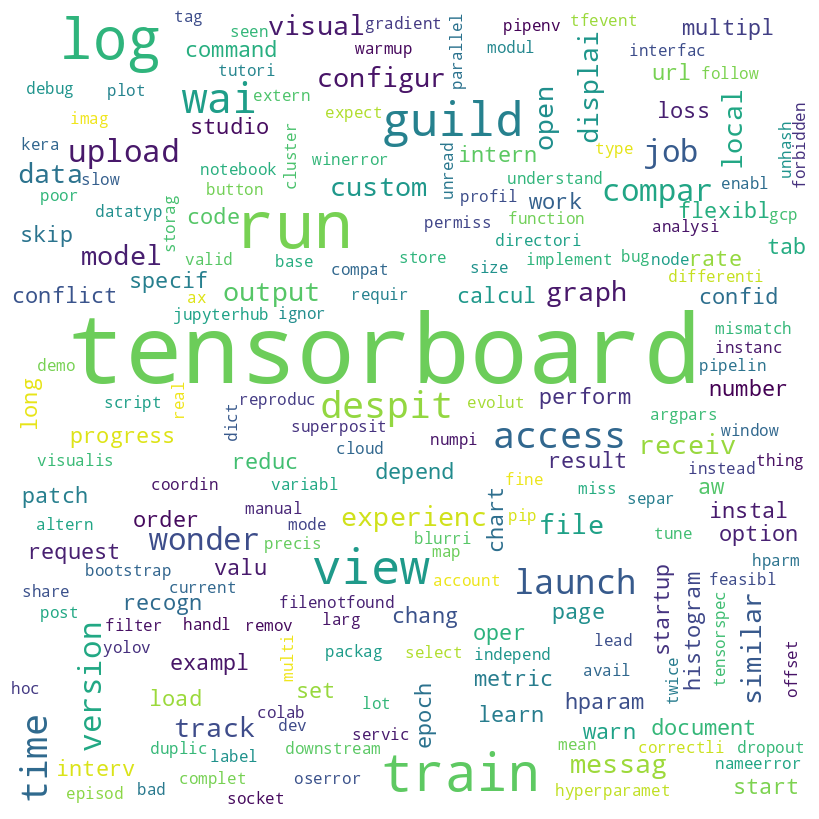 tag
seen
visual
gradient
pipenv
tfevent
multipl
log
command
warmup
parallel
modul
interfac
debug
plot
tutori
wai
extern
configur
open
displai
url
follow
imag
studio
expect
guild
loss
local
kera
upload
notebook
cluster
winerror
unread
intern
type
job
unhash
forbidden
data
slow
button
custom
profil
understand
work
compar
enabl
poor
datatyp
storag
code
run
permiss
function
flexibl
gcp
skip
model
valid
base
compat
store
directori
size
implement
bug
node
analysi
rate
tab
conflict
specif
ax
output
requir
calcul
graph
differenti
confid
jupyterhub
ignor
tensorboard
mismatch
instanc
demo
long
script
real
reproduc
despit
evolut
perform
pipelin
number
progress
dict
superposit
numpi
access
argpars
receiv
window
visualis
reduc
cloud
depend
result
instead
thing
patch
coordin
variabl
fine
miss
separ
aw
altern
order
manual
mode
experienc
pip
chart
file
tune
instal
option
request
wonder
precis
blurri
map
view
launch
bootstrap
valu
account
startup
histogram
feasibl
hparm
tensorspec
similar
share
current
recogn
filenotfound
chang
page
post
filter
handl
remov
larg
oper
lead
version
yolov
exampl
multi
packag
select
independ
avail
twice
offset
hoc
load
set
metric
hparam
time
track
colab
lot
epoch
learn
document
dev
servic
warn
interv
duplic
label
downstream
mean
correctli
dropout
episod
bad
complet
oserror
train
messag
nameerror
socket
hyperparamet
start